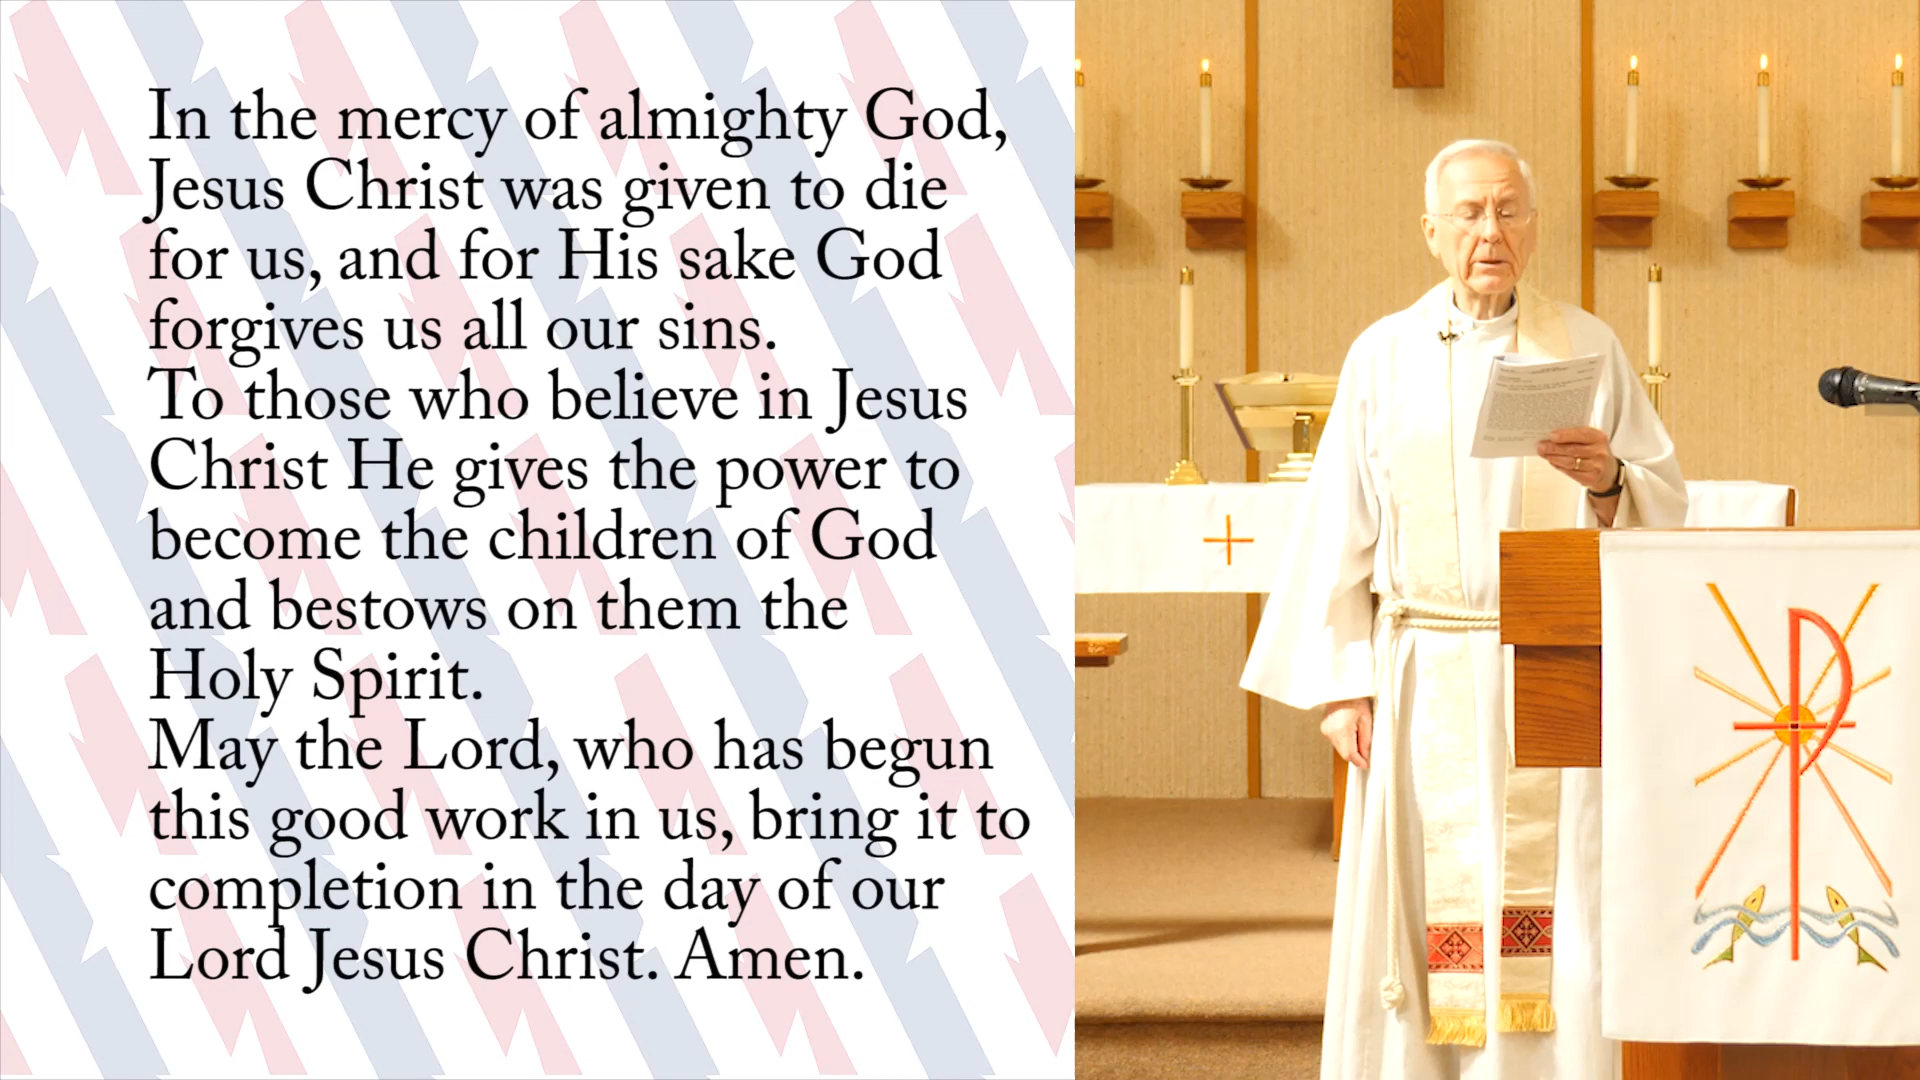 In the mercy of almighty God,
Jesus Christ was given to die
for us, and for His sake God
forgives us all our sins.
To those who believe in Jesus
Christ He gives the power to
become the children of God
and bestows on them the
Holy Spirit.
May the Lord, who has begun
this good work in us, bring it to
completion in the day of our
Lord Jesus Christ. Amen.